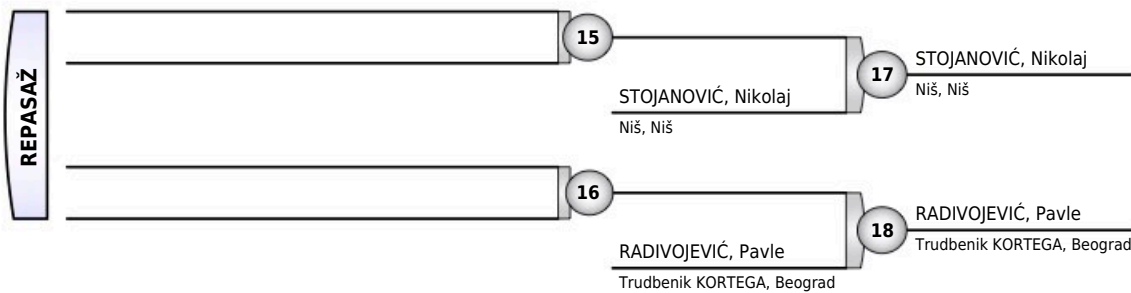 REPASAŽ
15
STOJANOVIĆ, Nikolaj
Niš, Niš
17
STOJANOVIĆ, Nikolaj
Niš, Niš
16
RADIVOJEVIĆ, Pavle
Trudbenik KORTEGA, Beograd
18
RADIVOJEVIĆ, Pavle
Trudbenik KORTEGA, Beograd